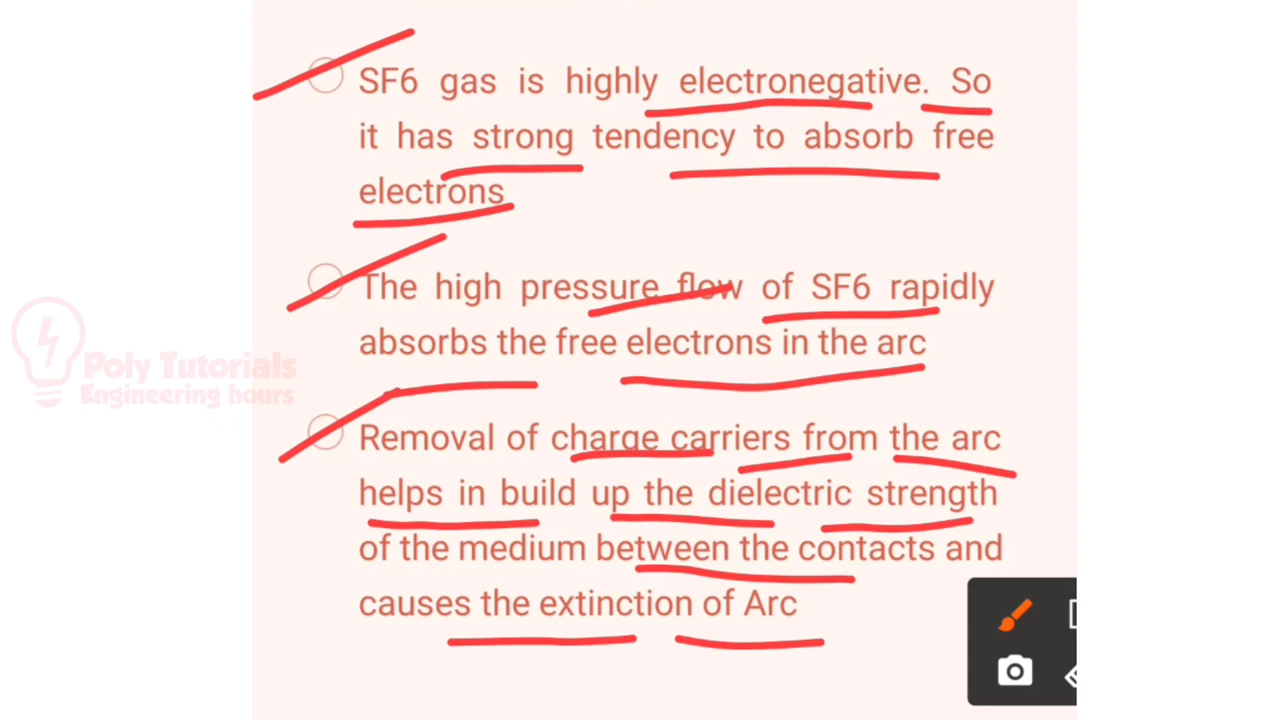 SF6 gas is highly electronegative. So
it has strong tendency to absorb free
electrons
The high pressure flow of SF6 rapidly
absorbs the free electrons in the arc
Removal of charge carriers from the arc
helps in build up the dielectric strength
of the medium between the contacts and
causes the extinction of Arc
Poly Tutorials
Engineering hours